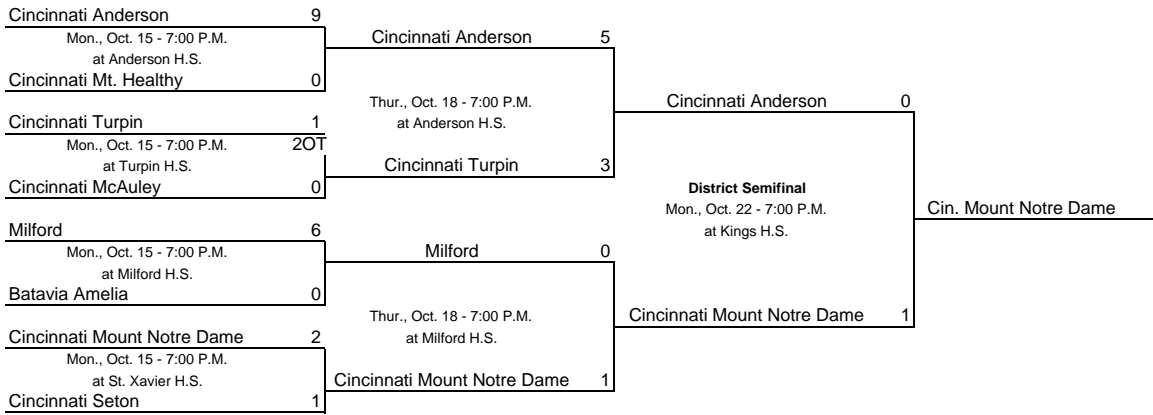 Cincinnati Anderson 9
Mon., Oct. 15 - 7:00 P.M.
at Anderson H.S.
Cincinnati Mt. Healthy 0
Cincinnati Turpin 1
Mon., Oct. 15 - 7:00 P.M. 2OT
at Turpin H.S.
Cincinnati McAuley 0
Milford 6
Mon., Oct. 15 - 7:00 P.M.
at Milford H.S.
Batavia Amelia 0
Cincinnati Mount Notre Dame 2
Mon., Oct. 15 - 7:00 P.M.
at St. Xavier H.S.
Cincinnati Seton 1
Cincinnati Anderson 5
Thur., Oct. 18 - 7:00 P.M.
at Anderson H.S.
Cincinnati Turpin 3
Milford 0
Thur., Oct. 18 - 7:00 P.M.
at Milford H.S.
Cincinnati Mount Notre Dame 1
Cincinnati Anderson 0
District Semifinal
Mon., Oct. 22 - 7:00 P.M.
at Kings H.S.
Cincinnati Mount Notre Dame 1
Cin. Mount Notre Dame